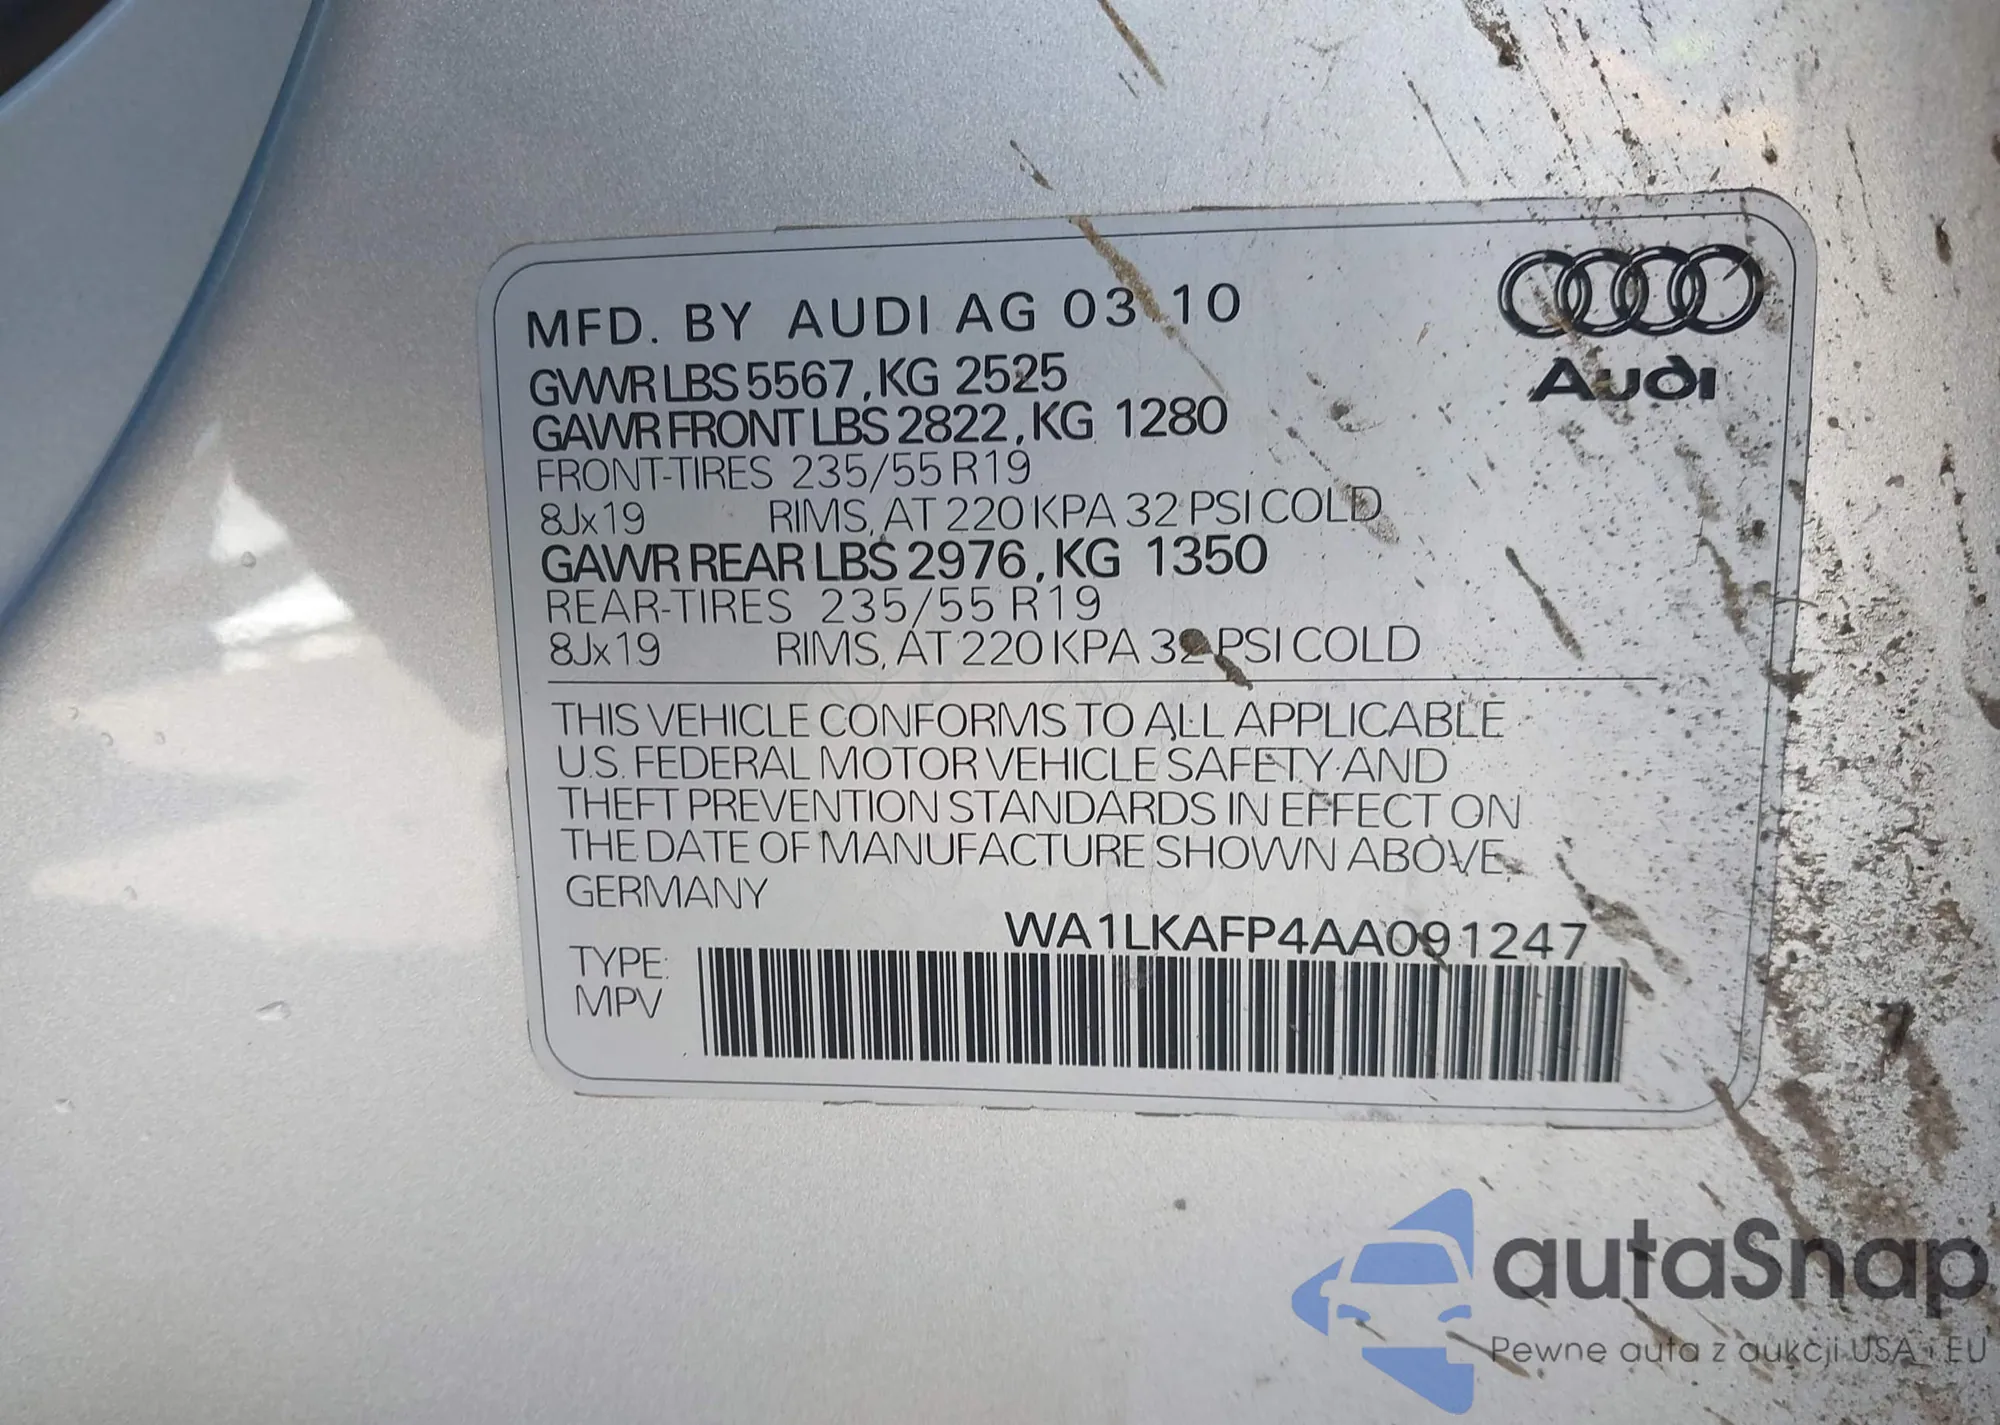 MFD. BY AUDI AG 03.10
Audi
GVWR LBS 5567, KG 2525
GAWR FRONT LBS 2822, KG 1280
FRONT-TIRES 235/55 R19
8Jx19 RIMS, AT 220 KPA 32 PSI COLD
GAWR REAR LBS 2976, KG 1350
REAR-TIRES 235/55 R19
8Jx19 RIMS, AT 220 KPA 32 PSI COLD
THIS VEHICLE CONFORMS TO ALL APPLICABLE
U.S. FEDERAL MOTOR VEHICLE SAFETY AND
THEFT PREVENTION STANDARDS IN EFFECT ON
THE DATE OF MANUFACTURE SHOWN ABOVE.
GERMANY
WA1LKAFP4AA091247
TYPE:
MPV
autaSnap
Pewne auta z aukcji USA i EU